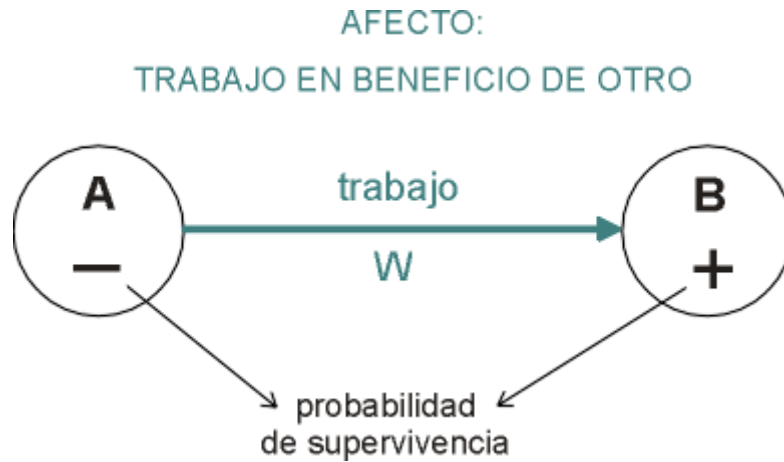 AFECTO:
TRABAJO EN BENEFICIO DE OTRO
A
trabajo
B
−
W
+
probabilidad
de supervivencia